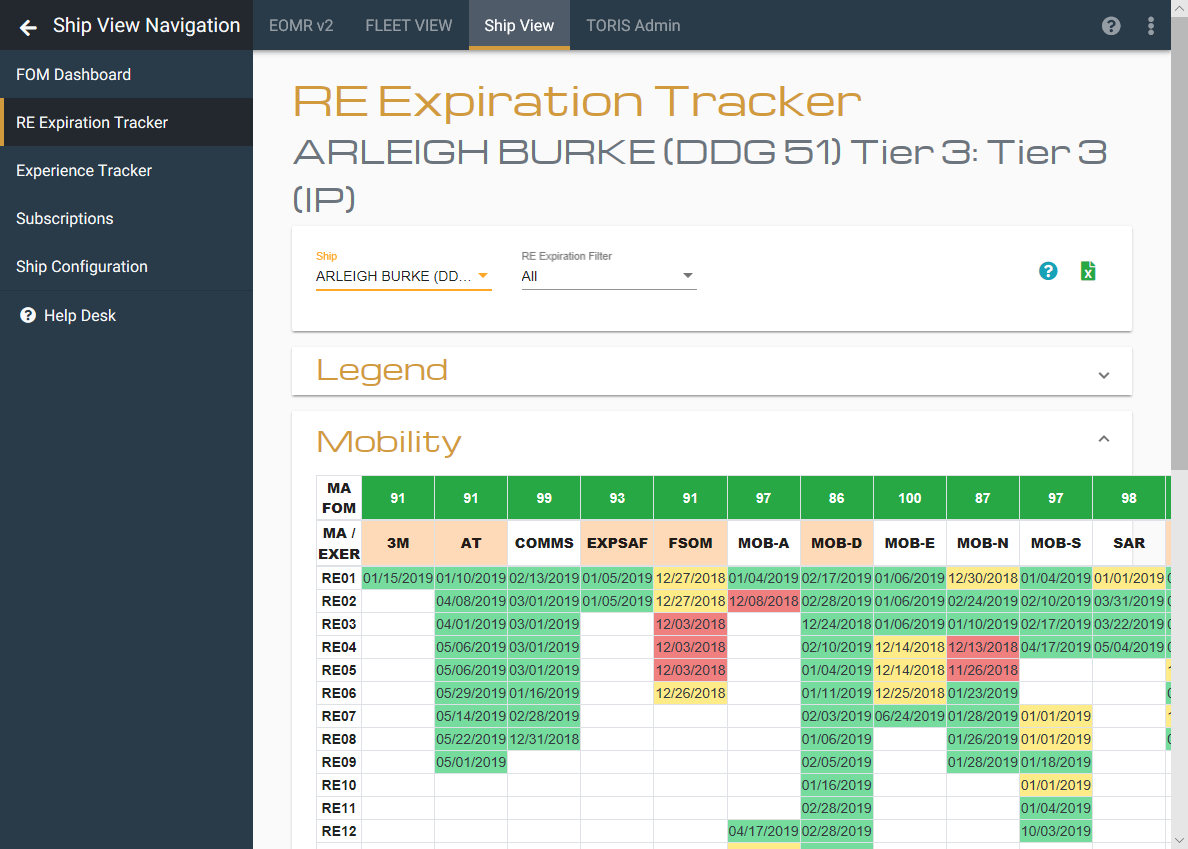 Ship View Navigation
EOMR v2 FLEET VIEW Ship View TORIS Admin
FOM Dashboard
RE Expiration Tracker
Experience Tracker
Subscriptions
Ship Configuration
Help Desk
RE Expiration Tracker
ARLEIGH BURKE (DDG 51) Tier 3: Tier 3
(IP)
Ship RE Expiration Filter
ARLEIGH BURKE (DD... All
Legend
Mobility
MA FOM 91 91 99 93 91 97 86 100 87 97 98
MA / EXER 3M AT COMMS EXPSAF FSOM MOB-A MOB-D MOB-E MOB-N MOB-S SAR
RE01 01/15/2019 01/10/2019 02/13/2019 01/05/2019 12/27/2018 01/04/2019 02/17/2019 01/06/2019 12/30/2018 01/04/2019 01/01/2019
RE02 04/08/2019 03/01/2019 01/05/2019 12/27/2018 12/08/2018 02/28/2019 01/06/2019 02/24/2019 02/10/2019 03/31/2019
RE03 04/01/2019 03/01/2019 12/03/2018 12/24/2018 01/06/2019 01/10/2019 02/17/2019 03/22/2019
RE04 05/06/2019 03/01/2019 12/03/2018 02/10/2019 12/14/2018 12/13/2018 04/17/2019 05/04/2019
RE05 05/06/2019 03/01/2019 12/03/2018 01/04/2019 12/14/2018 11/26/2018
RE06 05/29/2019 01/16/2019 12/26/2018 01/11/2019 12/25/2018 01/23/2019
RE07 05/14/2019 02/28/2019 02/03/2019 06/24/2019 01/28/2019 01/01/2019
RE08 05/22/2019 12/31/2018 01/06/2019 01/26/2019 01/01/2019
RE09 05/01/2019 02/05/2019 01/28/2019 01/18/2019
RE10 01/16/2019 01/01/2019
RE11 02/28/2019 01/04/2019
RE12 04/17/2019 02/28/2019 10/03/2019